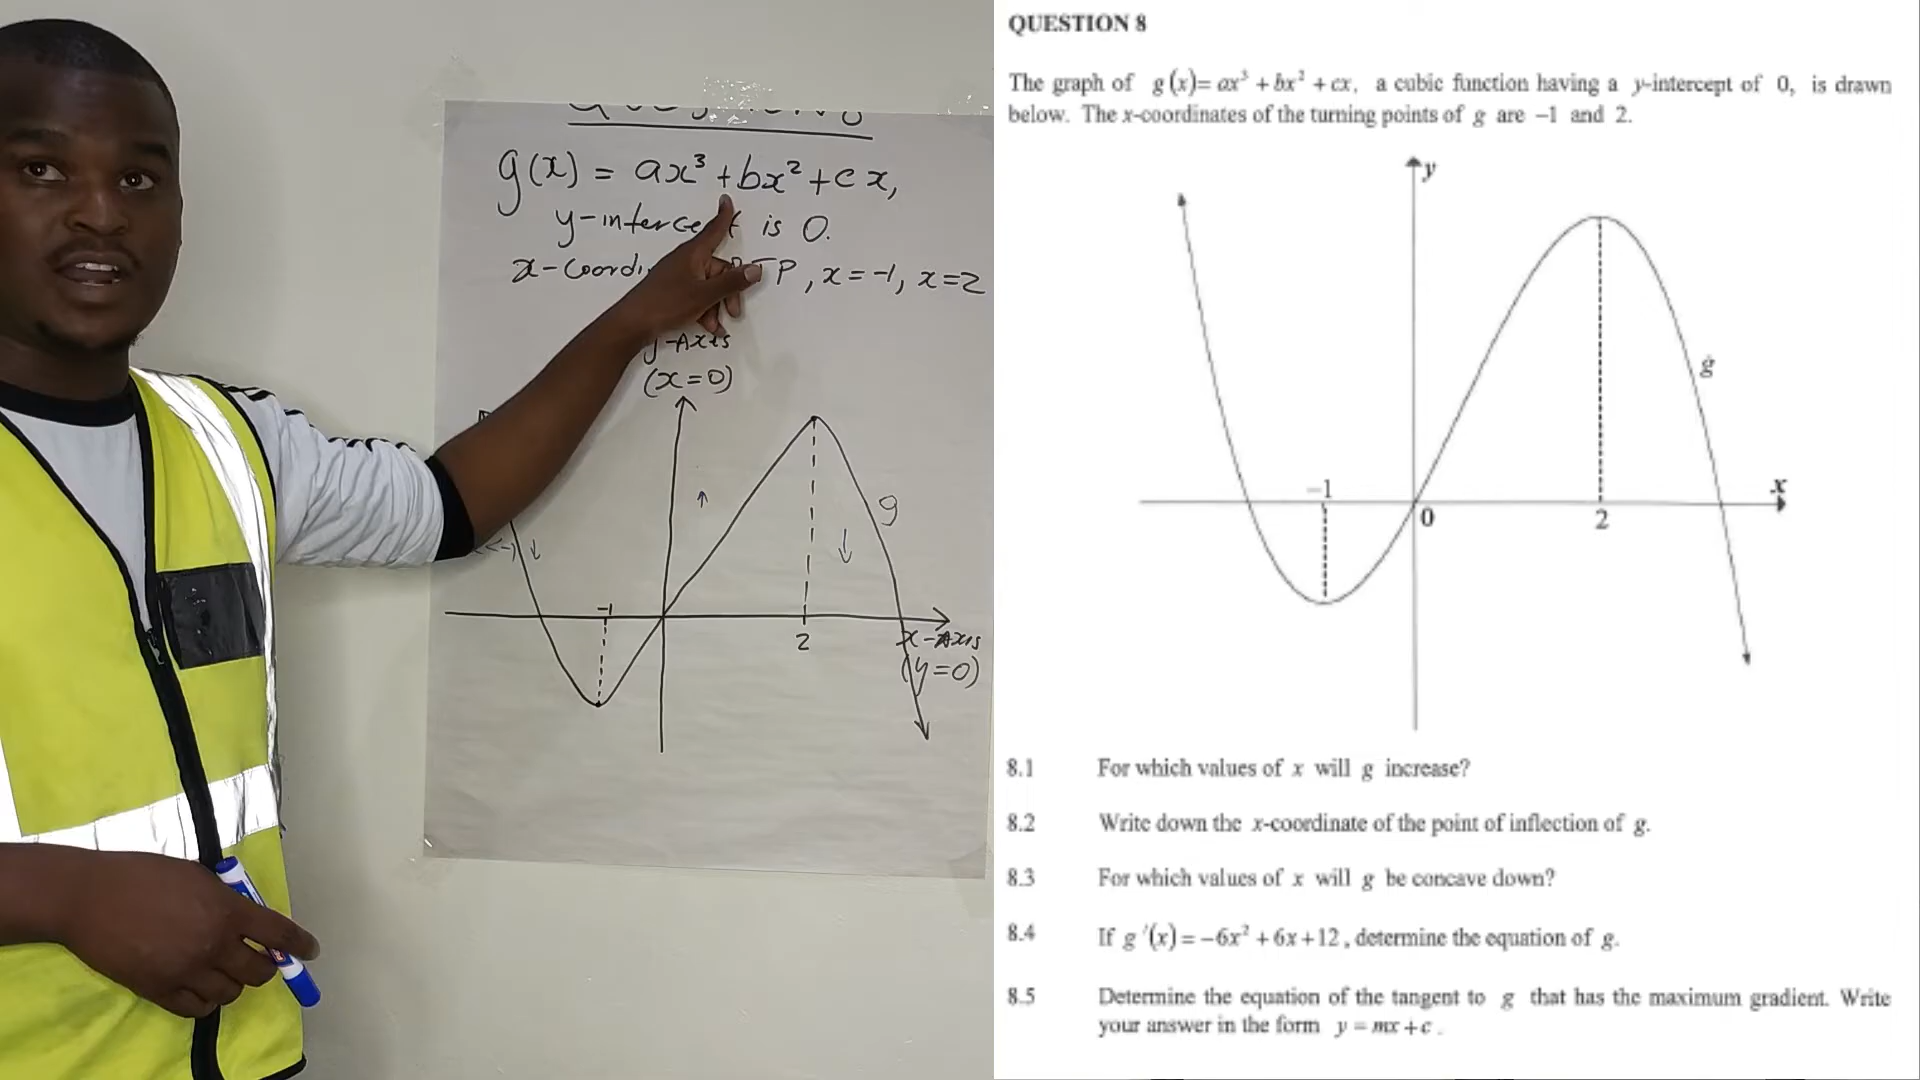 g(x) = ax³ + bx² + cx,
y-intercept is 0.
x-coordi TP, x = -1, x = 2
y-Axis
(x = 0)
g
-1
2
x-Axis
(y = 0)
QUESTION 8
The graph of g(x) = ax³ + bx² + cx, a cubic function having a y-intercept of 0, is drawn
below. The x-coordinates of the turning points of g are −1 and 2.
y
g
−1
x
0
2
8.1 For which values of x will g increase?
8.2 Write down the x-coordinate of the point of inflection of g.
8.3 For which values of x will g be concave down?
8.4 If g ′(x) = −6x² + 6x + 12, determine the equation of g.
8.5 Determine the equation of the tangent to g that has the maximum gradient. Write
your answer in the form y = mx + c.